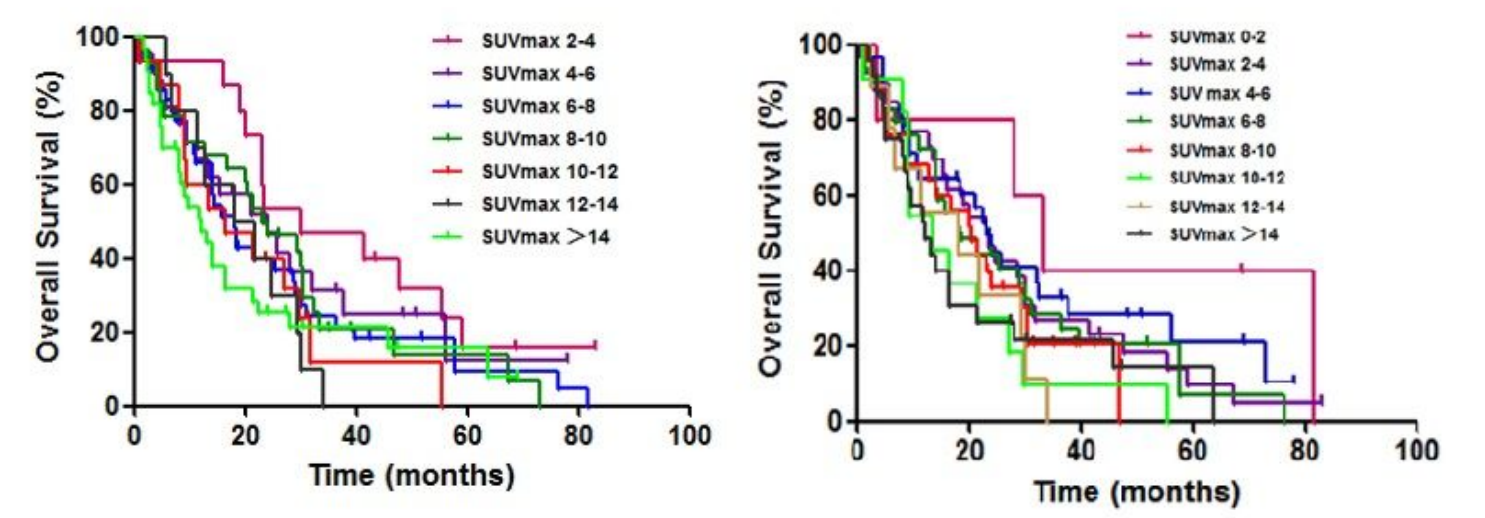 Overall Survival (%)
100
80
60
40
20
0
0 20 40 60 80 100
Time (months)
SUVmax 2-4
SUVmax 4-6
SUVmax 6-8
SUVmax 8-10
SUVmax 10-12
SUVmax 12-14
SUVmax >14
Overall Survival (%)
100
80
60
40
20
0
0 20 40 60 80 100
Time (months)
SUVmax 0-2
SUVmax 2-4
SUV max 4-6
SUVmax 6-8
SUVmax 8-10
SUVmax 10-12
SUVmax 12-14
SUVmax >14